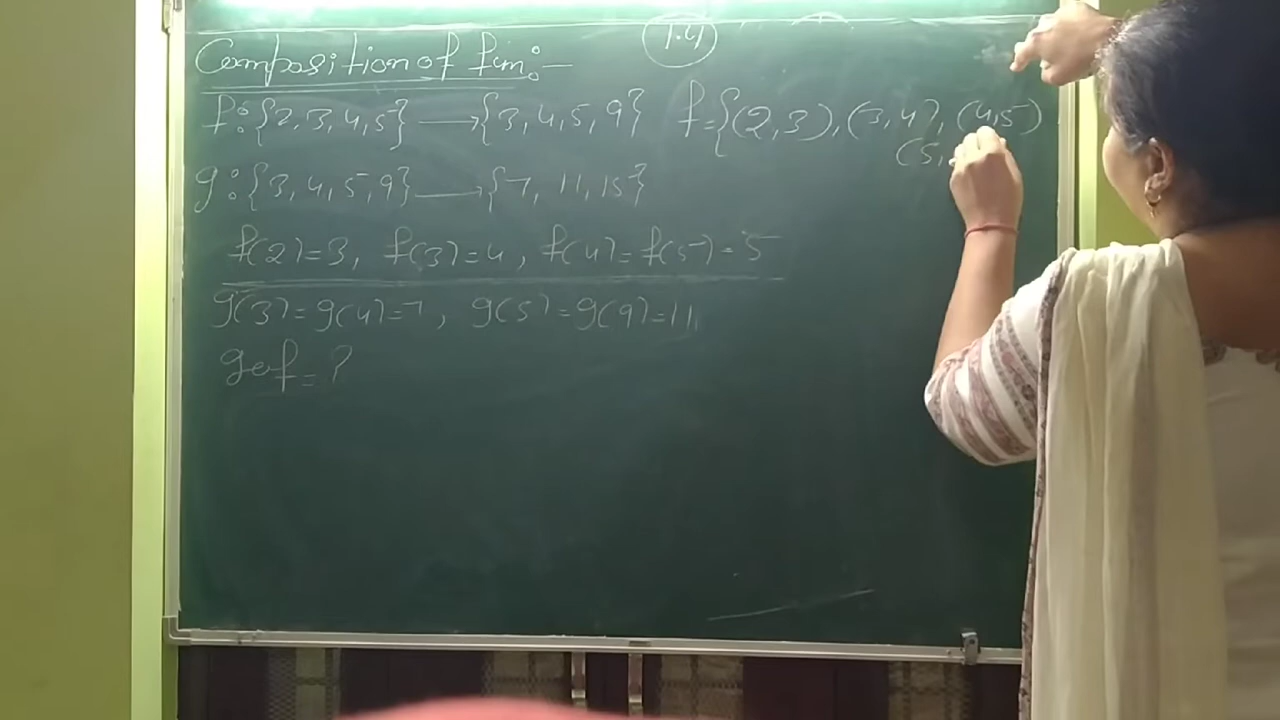 Composition of fun:-
1.4
f:{2,3,4,5} ⟶ {3,4,5,9}
f={(2,3),(3,4),(4,5)
(5,
g:{3,4,5,9} ⟶ {7,11,15}
f(2)=3, f(3)=4, f(4)=f(5)=5
g(3)=g(4)=7, g(5)=g(9)=11,
gof=?